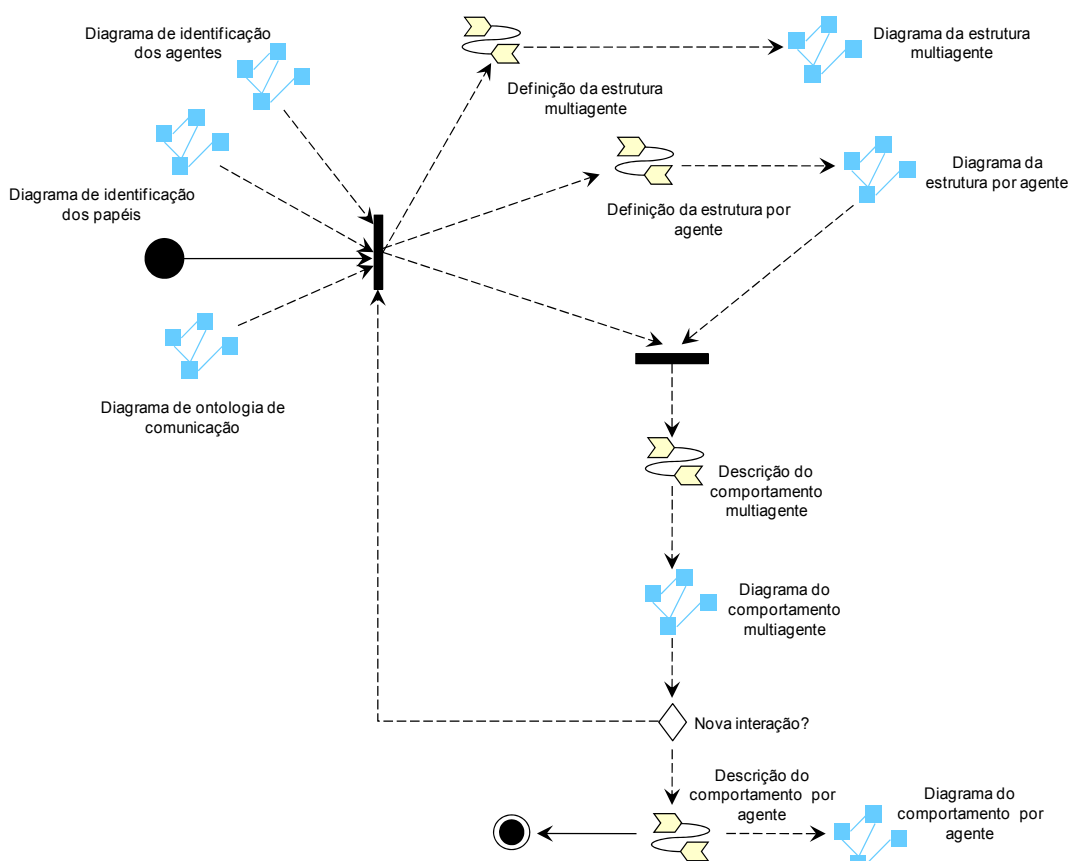 Diagrama de identificação
dos agentes
Definição da estrutura
multiagente
Diagrama da estrutura
multiagente
Diagrama de identificação
dos papéis
Definição da estrutura por
agente
Diagrama da
estrutura por agente
Diagrama de ontologia de
comunicação
Descrição do
comportamento
multiagente
Diagrama do
comportamento
multiagente
Nova interação?
Descrição do
comportamento por
agente
Diagrama do
comportamento por
agente